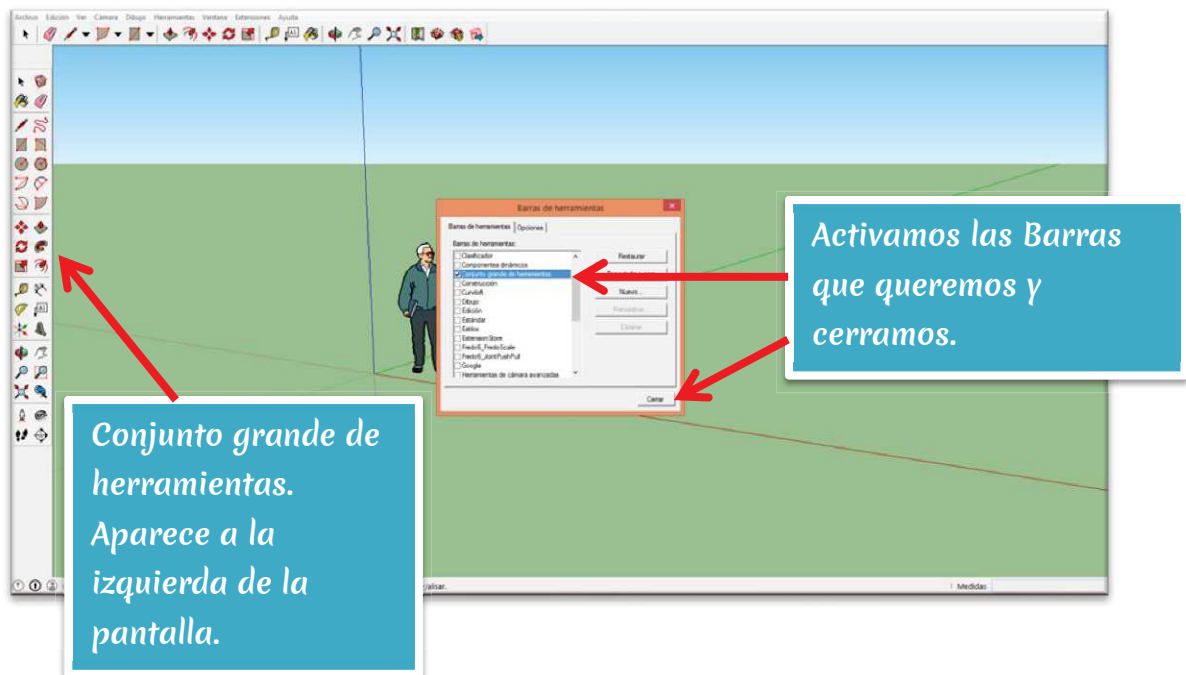 Archivo Edición Ver Cámara Dibujo Herramientas Ventana Extensiones Ayuda
Barras de herramientas
Barras de herramientas Opciones
Barras de herramientas:
Clasificador
Restaurar
Componentes dinámicos
Conjunto grande de herramientas
Construcción
Nuevo...
Curviloft
Dibujo
Edición
Estándar
Estilos
Extension Store
Fredo6_FredoScale
Fredo6_JointPushPull
Google
Herramientas de cámara avanzadas
Cerrar
Activamos las Barras
que queremos y
cerramos.
Conjunto grande de
herramientas.
Aparece a la
izquierda de la
pantalla.
Medidas